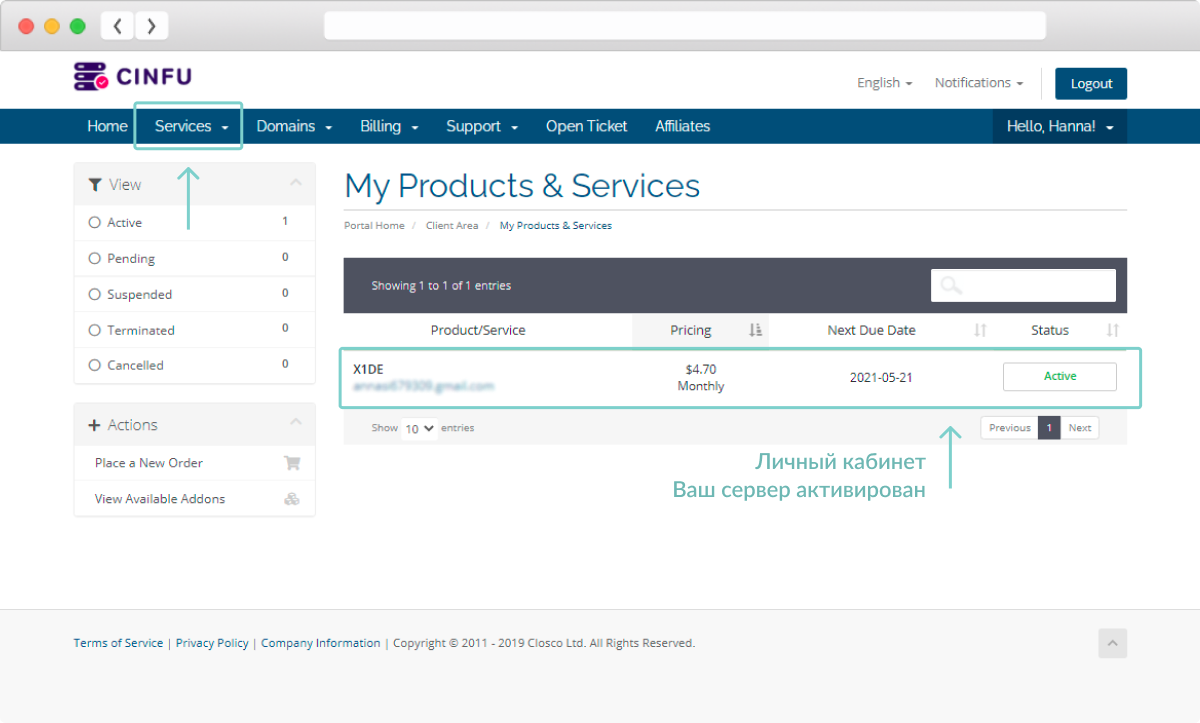 CINFU
English
Notifications
Logout
Home
Services
Domains
Billing
Support
Open Ticket
Affiliates
Hello, Hanna!
View
Active 1
Pending 0
Suspended 0
Terminated 0
Cancelled 0
Actions
Place a New Order
View Available Addons
My Products & Services
Portal Home / Client Area / My Products & Services
Showing 1 to 1 of 1 entries
Product/Service Pricing Next Due Date Status
X1DE
$4.70
Monthly
2021-05-21
Active
Show 10 entries
Previous 1 Next
Личный кабинет
Ваш сервер активирован
Terms of Service | Privacy Policy | Company Information | Copyright © 2011 - 2019 Closco Ltd. All Rights Reserved.